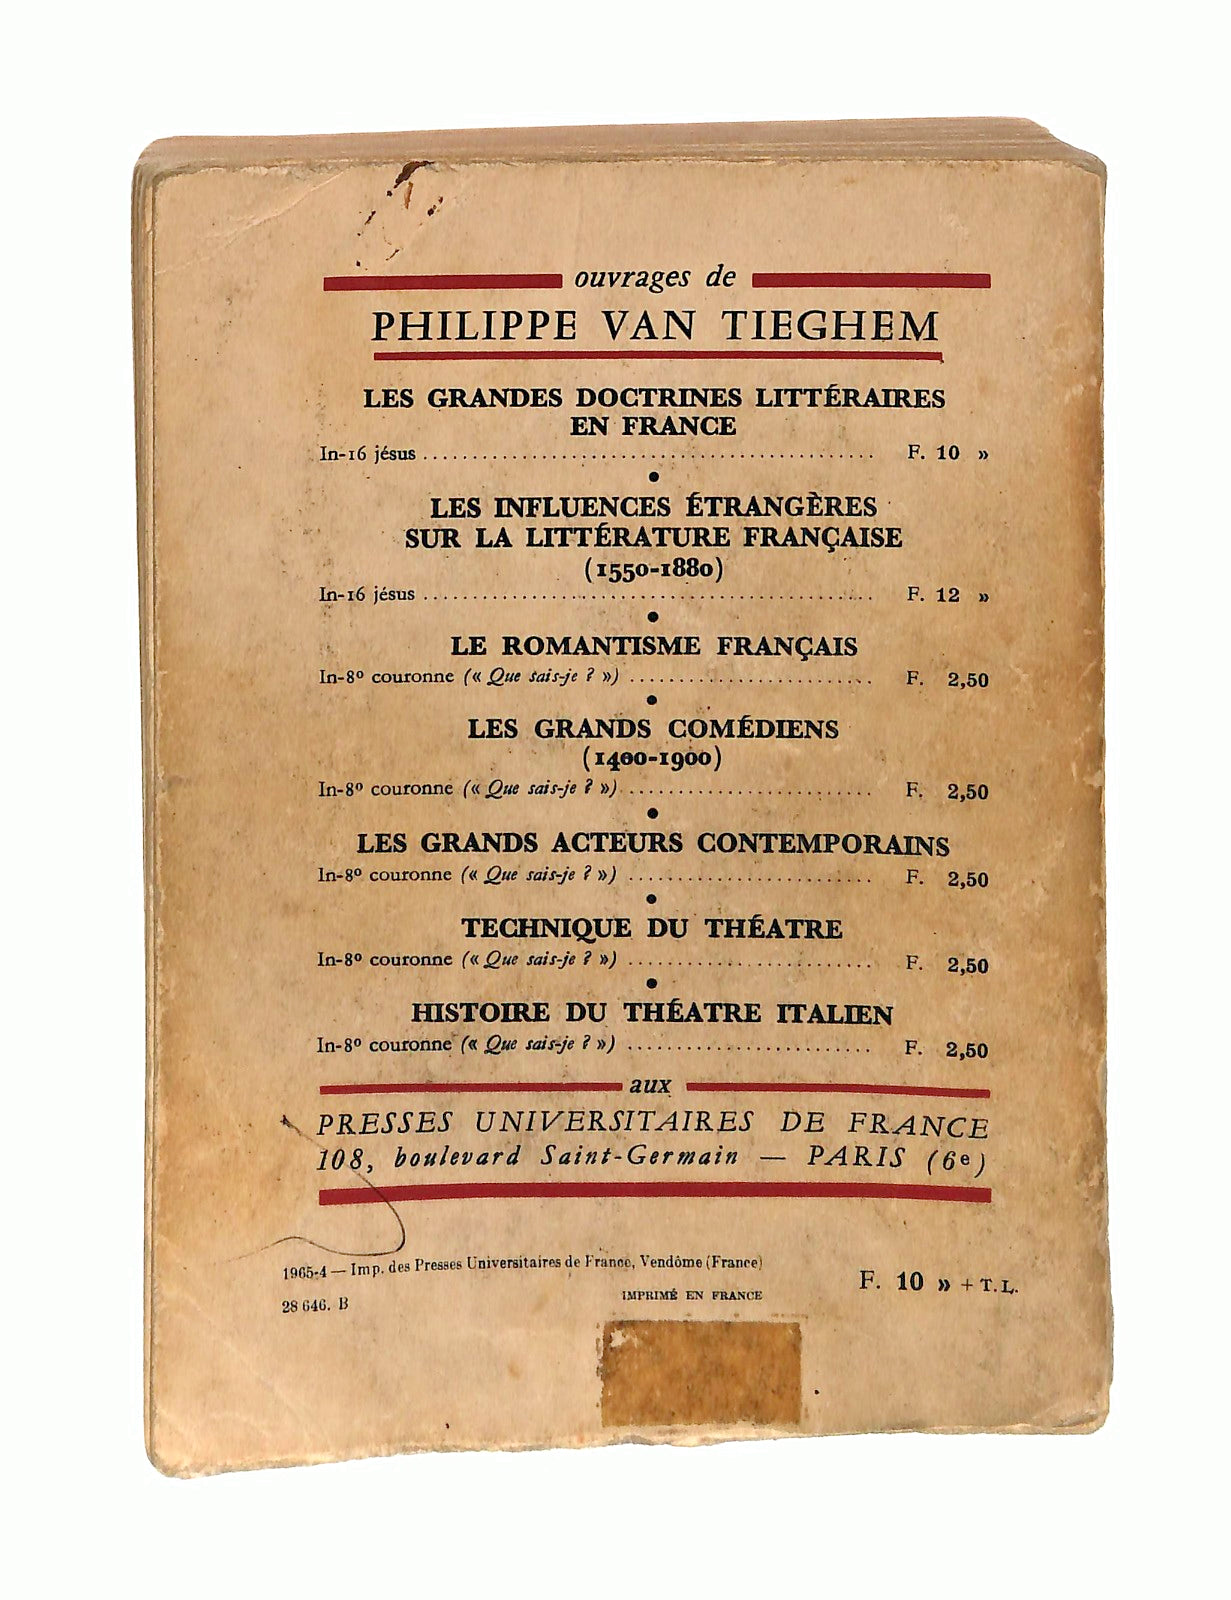 ouvrages de
PHILIPPE VAN TIEGHEM
LES GRANDES DOCTRINES LITTÉRAIRES
EN FRANCE
In-16 jésus ............................................ F. 10 »
•
LES INFLUENCES ÉTRANGÈRES
SUR LA LITTÉRATURE FRANÇAISE
(1550-1880)
In-16 jésus ............................................ F. 12 »
•
LE ROMANTISME FRANÇAIS
In-8º couronne (« Que sais-je ? ») ........................ F. 2,50
•
LES GRANDS COMÉDIENS
(1400-1900)
In-8º couronne (« Que sais-je ? ») ........................ F. 2,50
•
LES GRANDS ACTEURS CONTEMPORAINS
In-8º couronne (« Que sais-je ? ») ........................ F. 2,50
•
TECHNIQUE DU THÉATRE
In-8º couronne (« Que sais-je ? ») ........................ F. 2,50
•
HISTOIRE DU THÉATRE ITALIEN
In-8º couronne (« Que sais-je ? ») ........................ F. 2,50
aux
PRESSES UNIVERSITAIRES DE FRANCE
108, boulevard Saint-Germain — PARIS (6e)
1965-4 — Imp. des Presses Universitaires de France, Vendôme (France)
28 646. B
IMPRIMÉ EN FRANCE
F. 10 » + T.L.